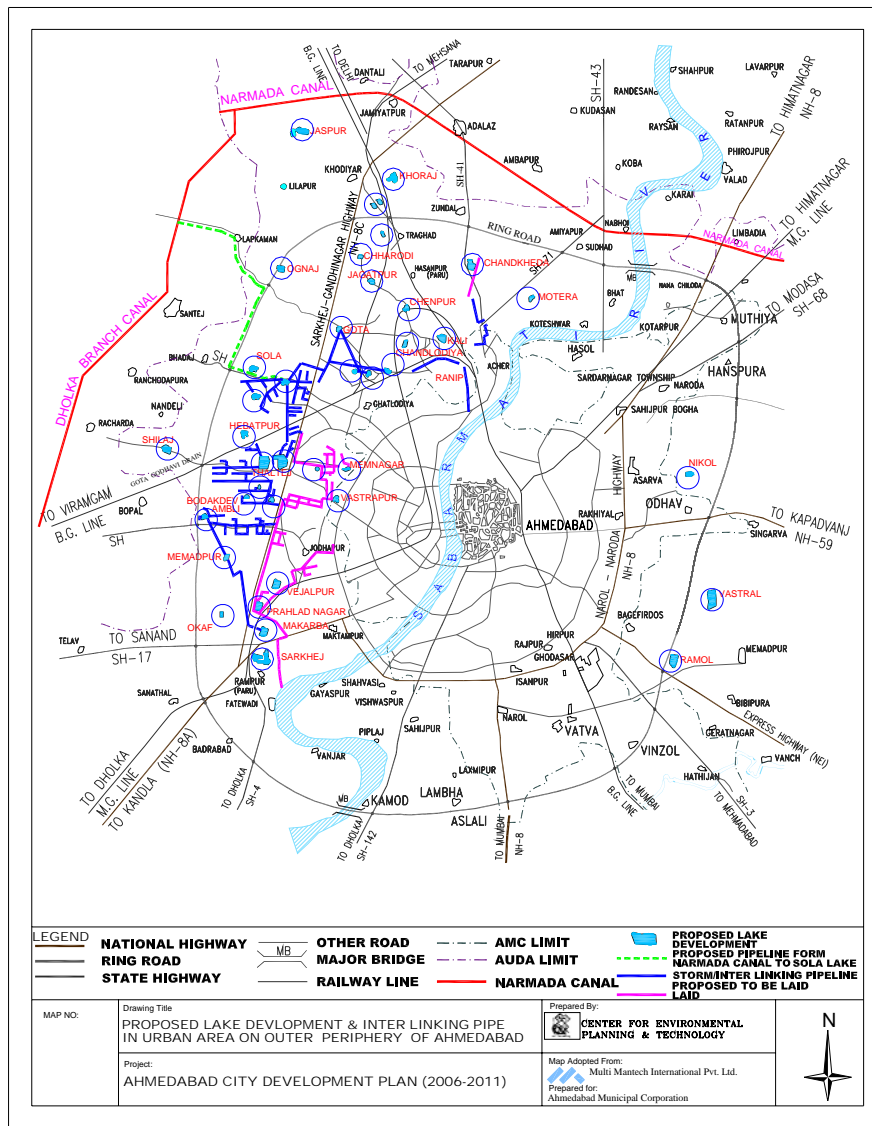 TO DELHI
B.G. LINE
TO MEHSANA
TARAPUR
DANTALI
NARMADA CANAL
JAMIYATPUR
ADALAZ
SH-43
SHAHPUR
LAVARPUR
RANDESAN
KUDASAN
RAYSAN
RATANPUR
TO HIMATNAGAR
NH-8
JASPUR
PHIROJPUR
KHODIYAR
KHORAJ
AMBAPUR
KOBA
VALAD
LILAPUR
SH-41
KARAI
TO HIMATNAGAR
M.G. LINE
ZUNDAL
SARKHEJ-GANDHINAGAR HIGHWAY
NH-8C
RING ROAD
NABHOI
LAPKAMAN
TRAGHAD
AMIYAPUR
SUDHAD
NARMADA CANAL
LIMBADIA
CHHARODI
HASANPUR
(PARU)
CHANDKHEDA
SH-71
MB
OGNAJ
JAGATPUR
NANA CHILODA
TO MODASA
SH-68
MOTERA
BHAT
SANTEJ
CHENPUR
KOTESHWAR
KOTARPUR
MUTHIYA
DHOLKA BRANCH CANAL
GOTA
KALI
BHADAJ
SH
SOLA
CHANDLODIYA
ACHER
HASOL
HANSPURA
RANCHODAPURA
RANIP
SARDARNAGAR TOWNSHIP
NARODA
NANDELI
GHATLODIYA
SAHIJPUR BOGHA
RACHARDA
HEBATPUR
SHILAJ
GOTA GODHAVI DRAIN
THALTEJ
MEMNAGAR
HIGHWAY
ASARVA
NIKOL
TO VIRAMGAM
B.G. LINE
BOPAL
BODAKDEV
AMBLI
VASTRAPUR
SABARMATI RIVER
AHMEDABAD
RAKHIYAL
ODHAV
TO KAPADVANJ
NH-59
SH
SINGARVA
JODHAPUR
MEMADPUR
NAROL - NARODA
NH-8
VEJALPUR
VASTRAL
PRAHLAD NAGAR
BAGEFIRDOS
OKAF
MAKARBA
MAKTAMPUR
TO SANAND
SH-17
TELAV
HIRPUR
RAJPUR
GHODASAR
MEMADPUR
SARKHEJ
RAMOL
RAMPUR
(PARU)
ISANPUR
SANATHAL
FATEWADI
GAYASPUR
SHAHVASI
VISHWASPUR
BIBIPURA
NAROL
EXPRESS HIGHWAY (NEI)
SAHIJPUR
VATVA
GERATNAGAR
BADRABAD
PIPLAJ
VANJAR
VINZOL
VANCH
TO DHOLKA
M.G. LINE
TO KANDLA (NH-8A)
TO DHOLKA
SH-4
LAXMIPUR
HATHIJAN
MB
KAMOD
LAMBHA
ASLALI
TO DHOLKA
SH-142
TO MUMBAI
NH-8
TO MUMBAI
B.G. LINE
SH-3
TO MEHMADABAD
LEGEND
NATIONAL HIGHWAY
RING ROAD
STATE HIGHWAY
OTHER ROAD
MB
MAJOR BRIDGE
RAILWAY LINE
AMC LIMIT
AUDA LIMIT
NARMADA CANAL
PROPOSED LAKE
DEVELOPMENT
PROPOSED PIPELINE FORM
NARMADA CANAL TO SOLA LAKE
STORM/INTER LINKING PIPELINE
PROPOSED TO BE LAID
LAID
MAP NO:
Drawing Title
PROPOSED LAKE DEVLOPMENT & INTER LINKING PIPE
IN URBAN AREA ON OUTER PERIPHERY OF AHMEDABAD
Project:
AHMEDABAD CITY DEVELOPMENT PLAN (2006-2011)
Prepared By:
CENTER FOR ENVIRONMENTAL
PLANNING & TECHNOLOGY
Map Adopted From:
Multi Mantech International Pvt. Ltd.
Prepared for:
Ahmedabad Municipal Corporation
N